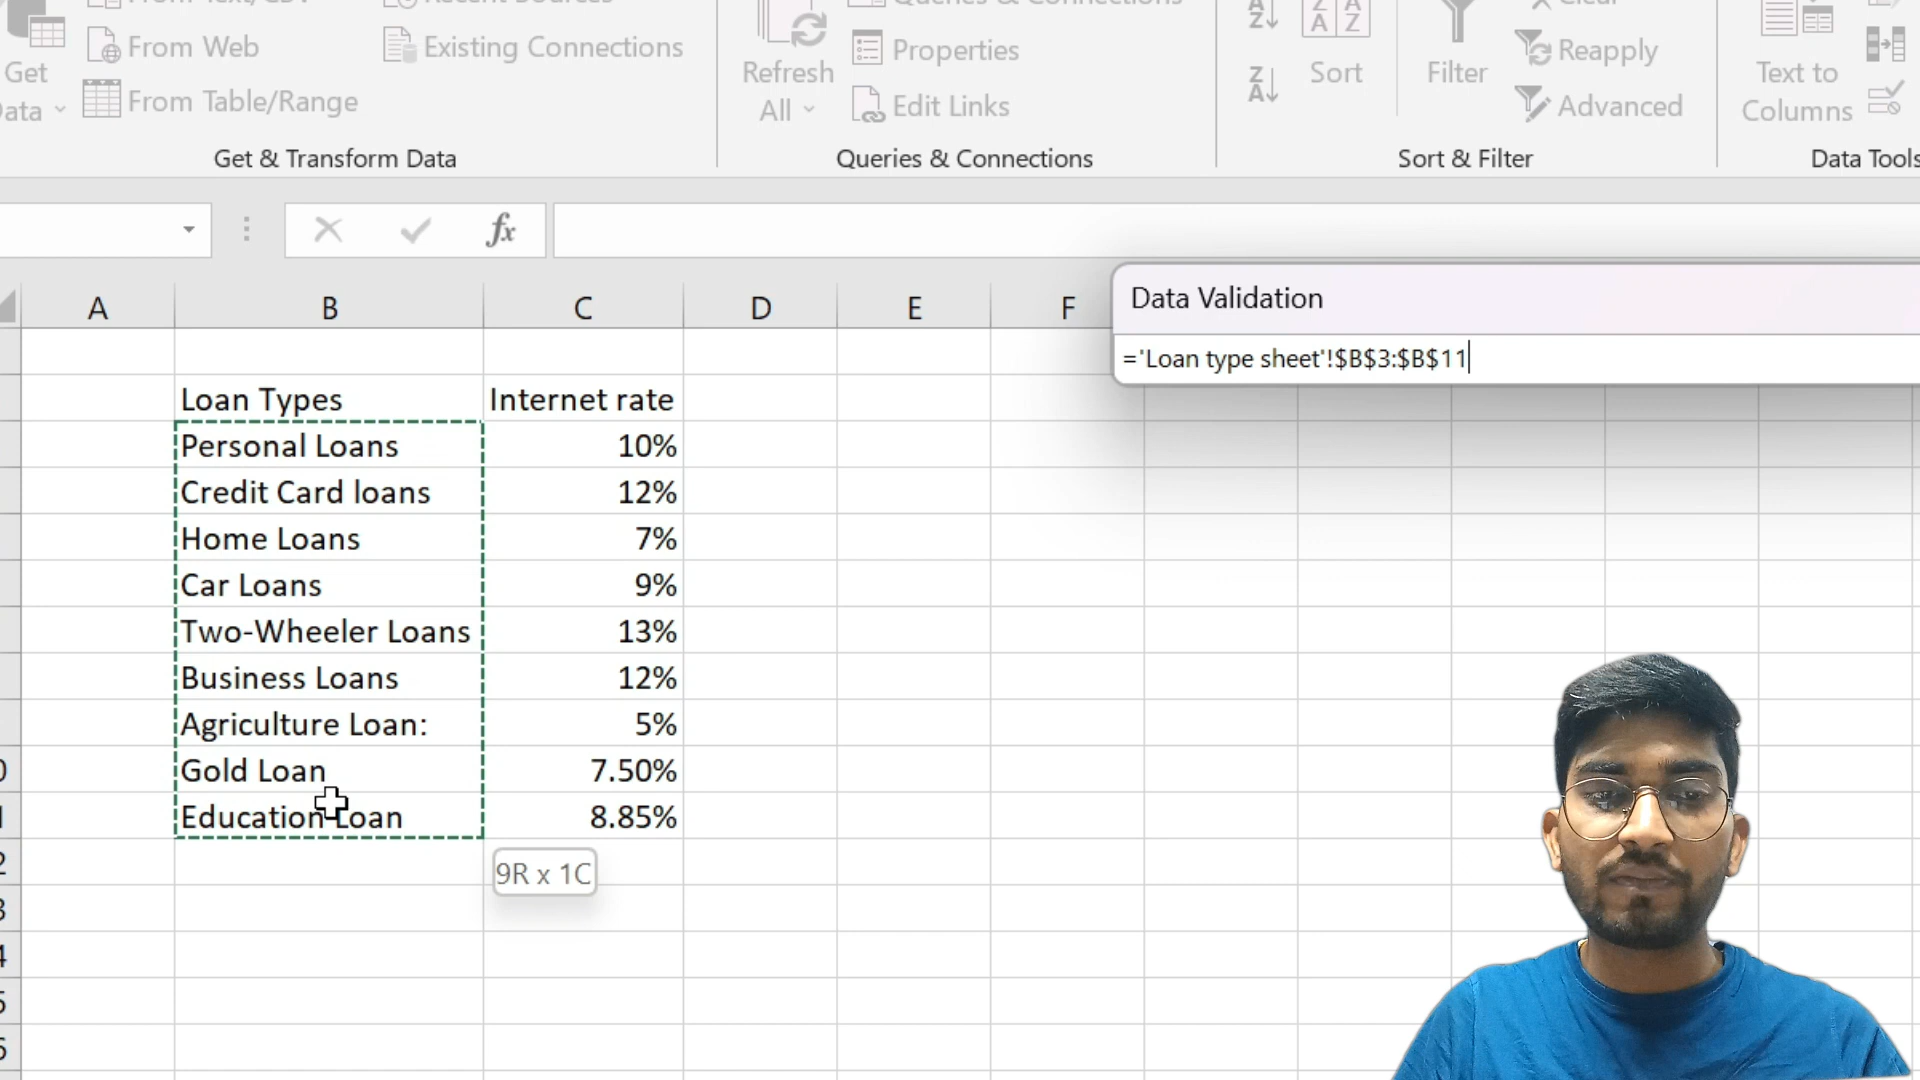 From Web
Existing Connections
Get
From Table/Range
Refresh
All
Properties
Edit Links
Sort
Filter
Clear
Reapply
Advanced
Text to
Columns
Get & Transform Data
Queries & Connections
Sort & Filter
Data Tools
fx
A B C D E F
Data Validation
='Loan type sheet'!$B$3:$B$11
Loan Types Internet rate
Personal Loans 10%
Credit Card loans 12%
Home Loans 7%
Car Loans 9%
Two-Wheeler Loans 13%
Business Loans 12%
Agriculture Loan: 5%
Gold Loan 7.50%
Education Loan 8.85%
9R x 1C